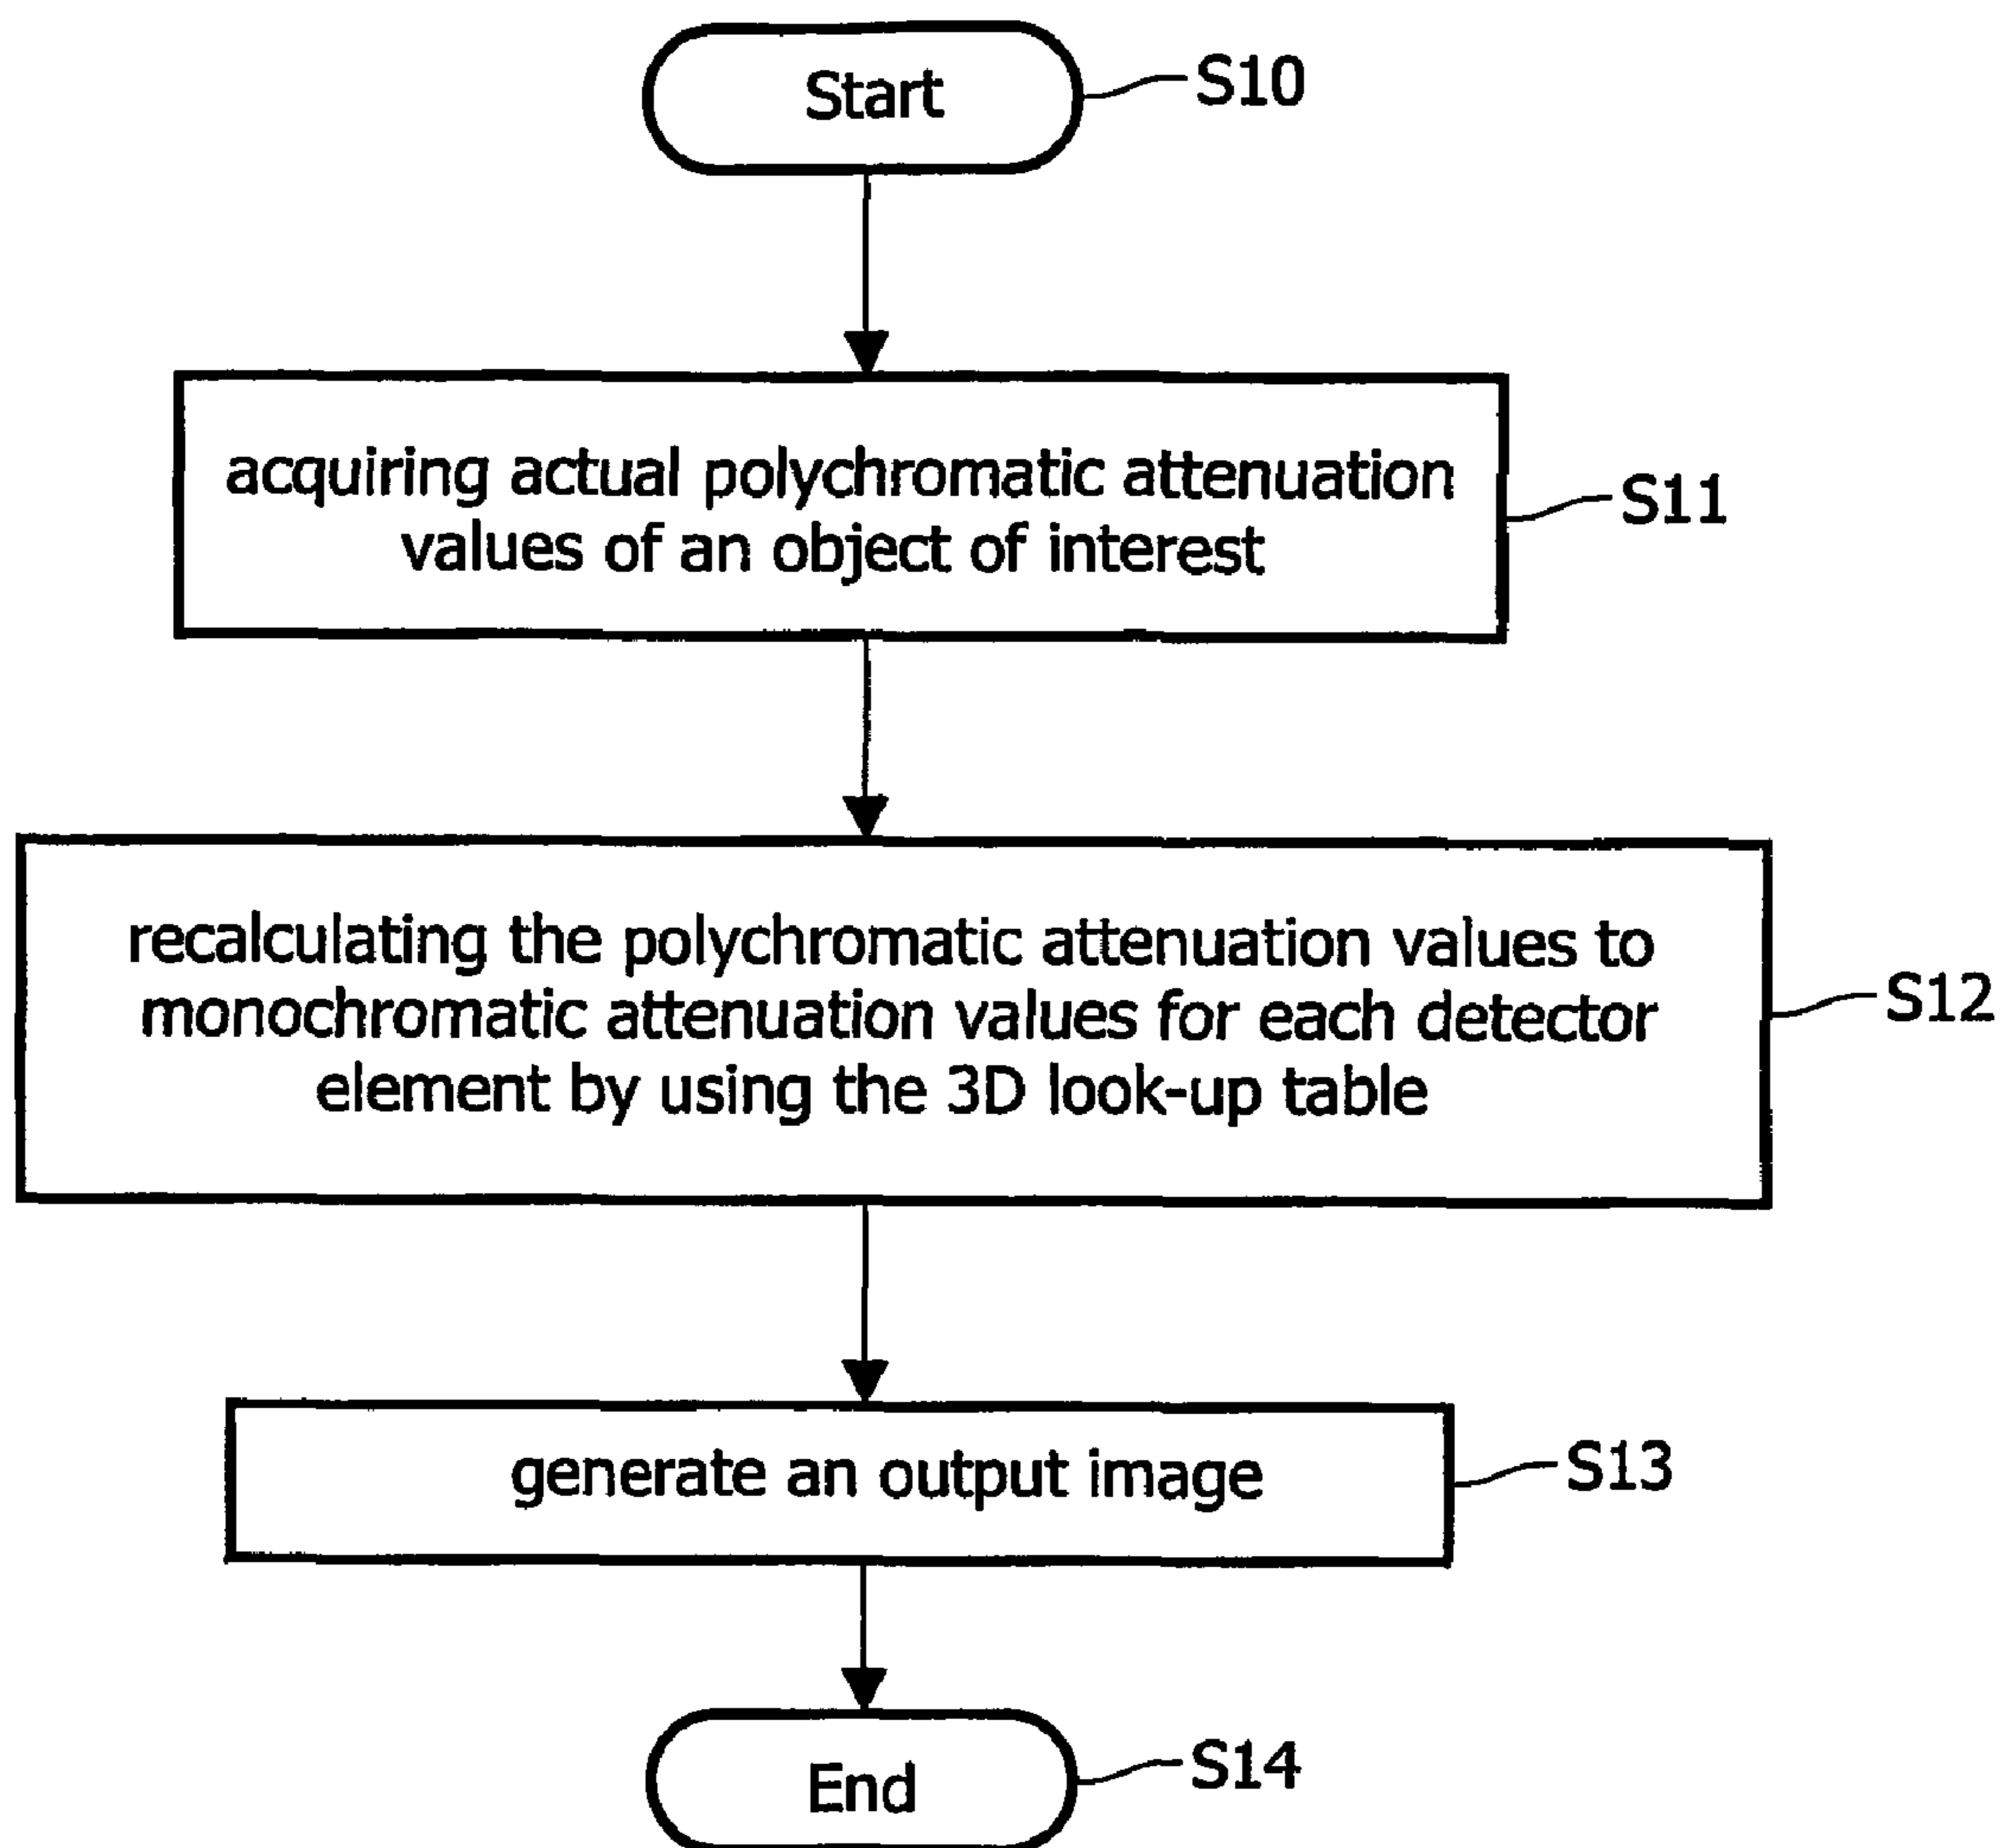 Start
S10
acquiring actual polychromatic attenuation
values of an object of interest
S11
recalculating the polychromatic attenuation values to
monochromatic attenuation values for each detector
element by using the 3D look-up table
S12
generate an output image
S13
End
S14